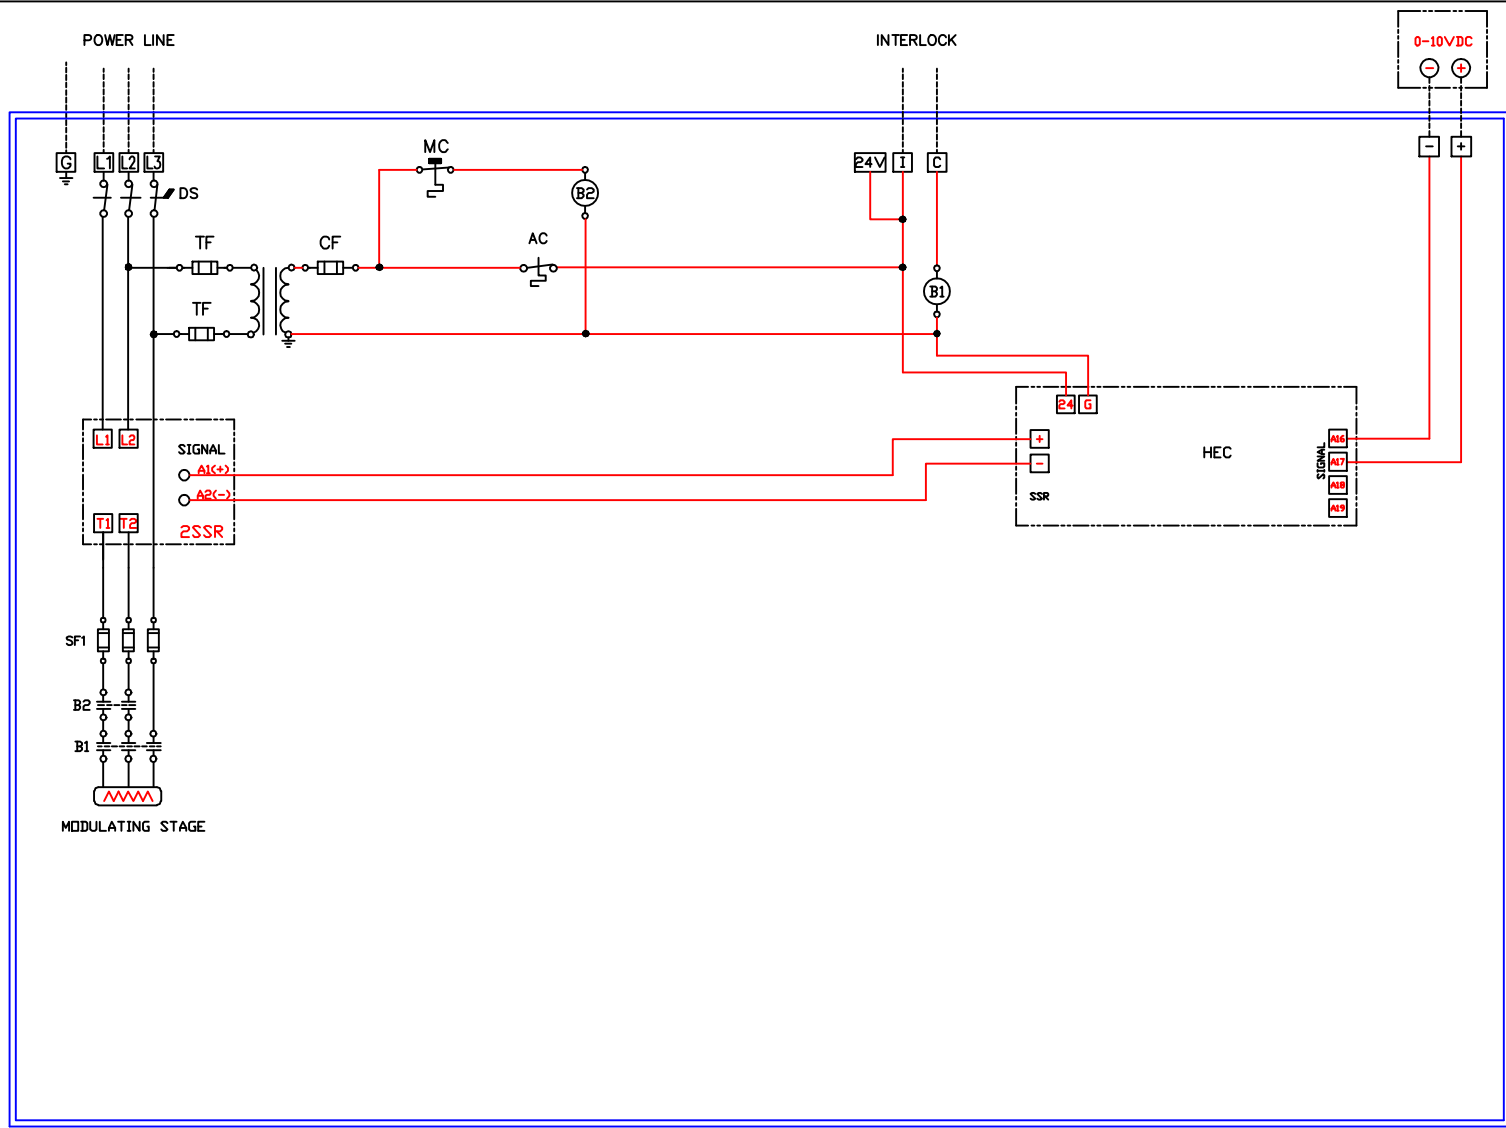 POWER LINE
INTERLOCK
0-10VDC
- +
G L1 L2 L3
MC
24V I C
- +
DS
B2
TF
CF
AC
B1
TF
24 G
L1 L2
SIGNAL
A1(+)
A2(-)
T1 T2
2SSR
+
-
SSR
HEC
SIGNAL
A16
A17
A18
A19
SF1
B2
B1
MODULATING STAGE